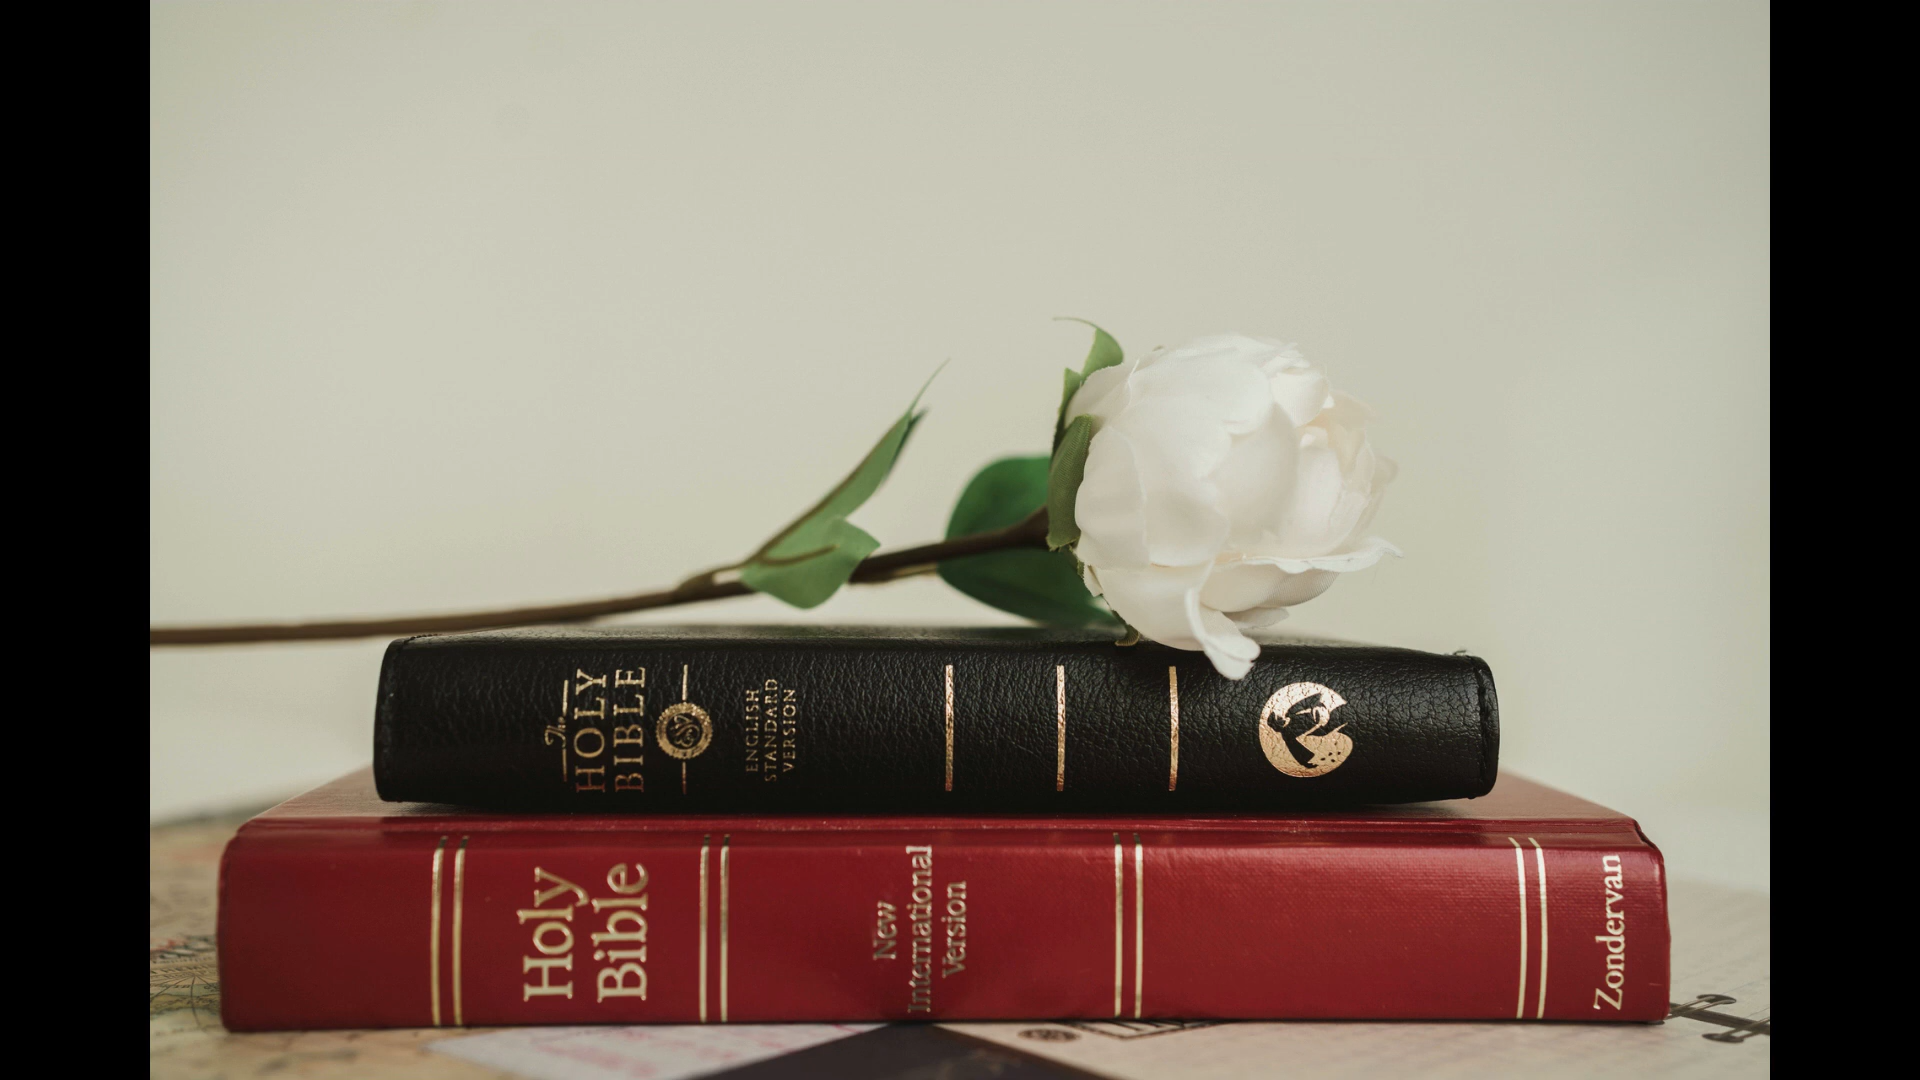 The
HOLY
BIBLE
ENGLISH
STANDARD
VERSION
Holy
Bible
New
International
Version
Zondervan